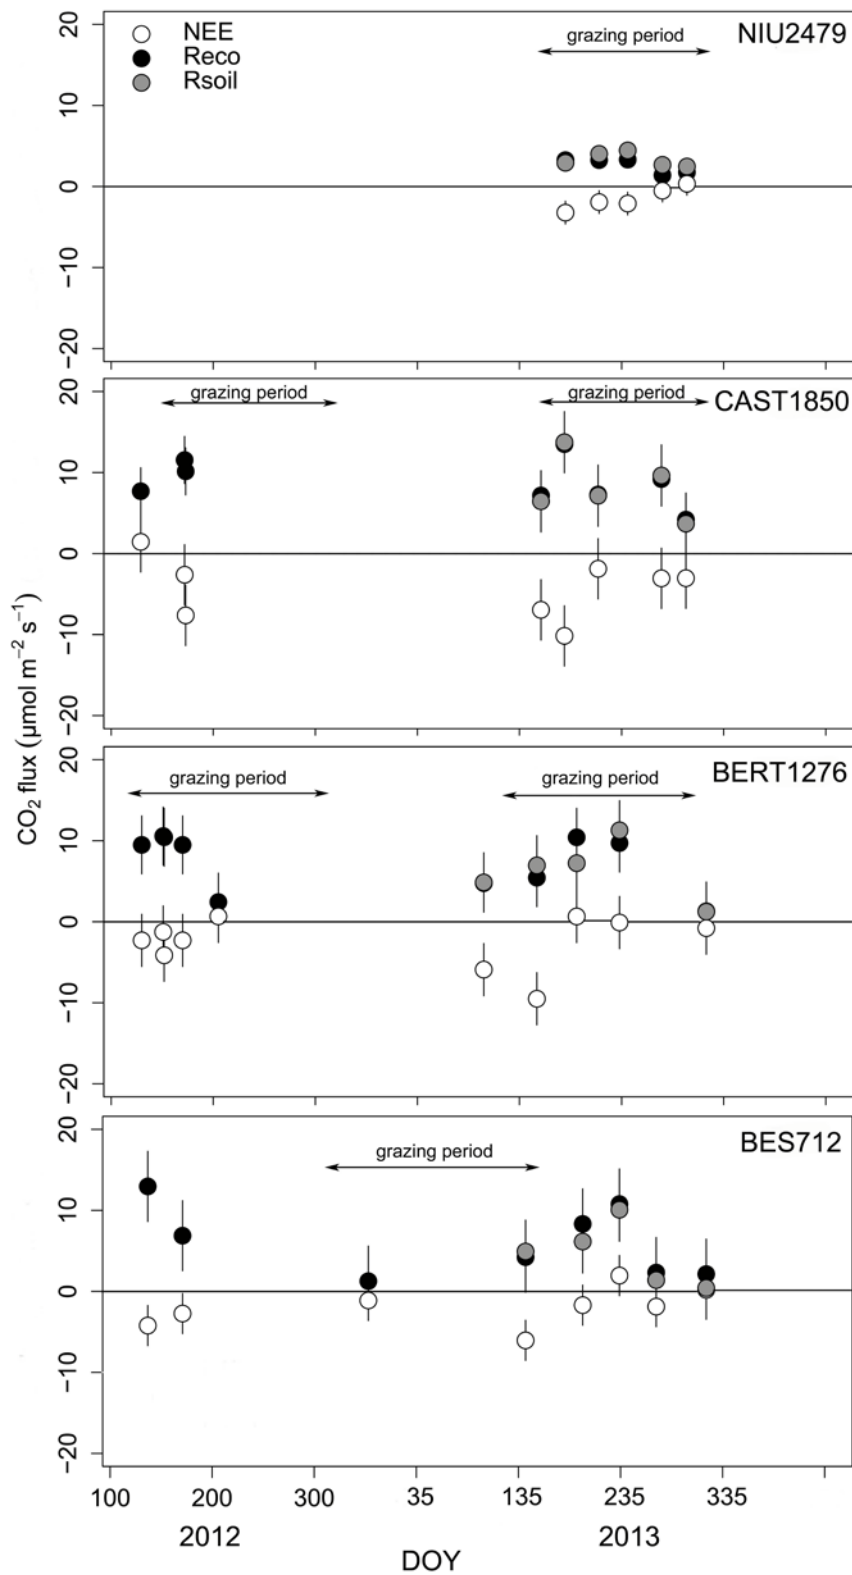 NEE
Reco
Rsoil
grazing period
NIU2479
20
10
0
−10
−20
grazing period
grazing period
CAST1850
20
10
0
−10
−20
CO₂ flux (µmol m⁻² s⁻¹)
grazing period
grazing period
BERT1276
20
10
0
−10
−20
grazing period
BES712
20
10
0
−10
−20
100 200 300 35 135 235 335
2012 2013
DOY